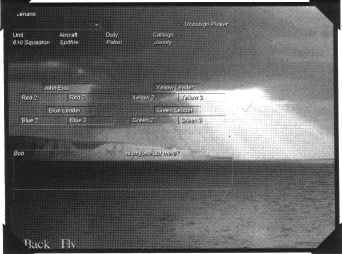 Scenario
Unassign Player
Unit Aircraft Duty Callsign
610 Squadron Spitfire Patrol Jaunty
John Ellis Yellow Leader
Red 2 Red 3 Yellow 2 Yellow 3
Blue Leader Green Leader
Blue 2 Blue 3 Green 2 Green 3
Bob Is anyone out there?
Back Fly